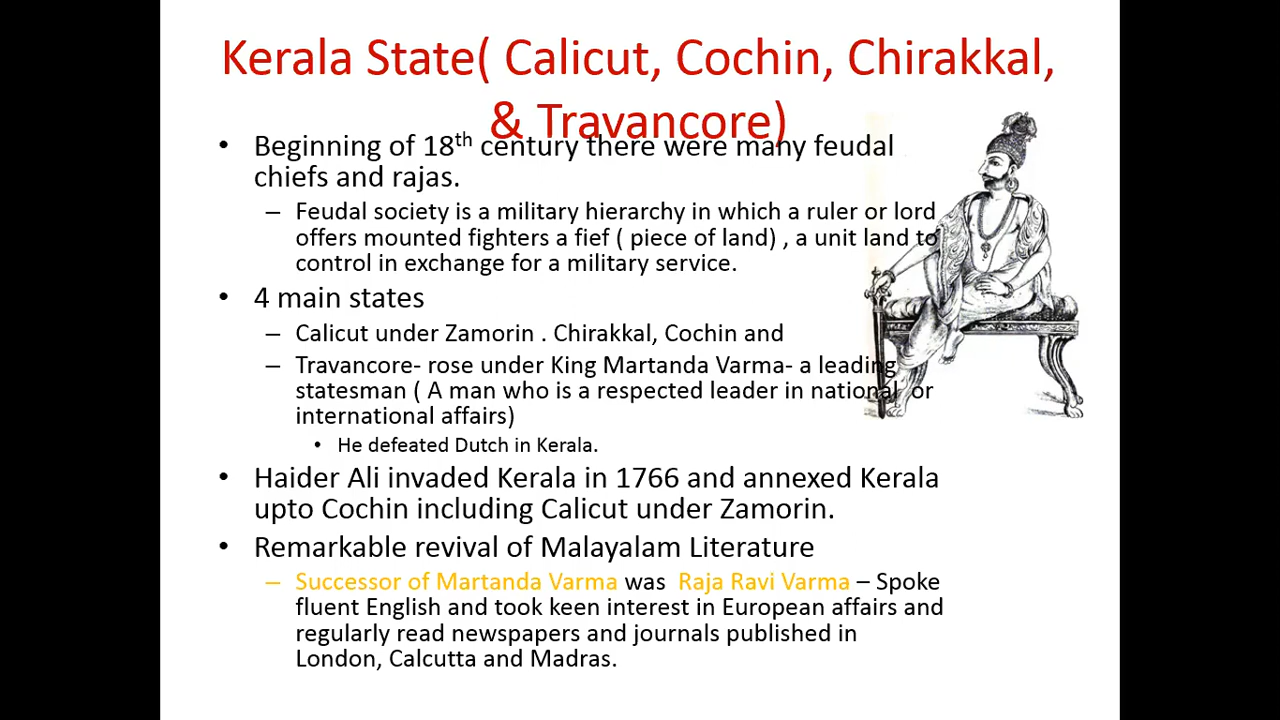 Kerala State( Calicut, Cochin, Chirakkal,
& Travancore)
• Beginning of 18th century there were many feudal
chiefs and rajas.
– Feudal society is a military hierarchy in which a ruler or lord
offers mounted fighters a fief ( piece of land) , a unit land to
control in exchange for a military service.
• 4 main states
– Calicut under Zamorin . Chirakkal, Cochin and
– Travancore- rose under King Martanda Varma- a leading
statesman ( A man who is a respected leader in national or
international affairs)
• He defeated Dutch in Kerala.
• Haider Ali invaded Kerala in 1766 and annexed Kerala
upto Cochin including Calicut under Zamorin.
• Remarkable revival of Malayalam Literature
– Successor of Martanda Varma was Raja Ravi Varma – Spoke
fluent English and took keen interest in European affairs and
regularly read newspapers and journals published in
London, Calcutta and Madras.